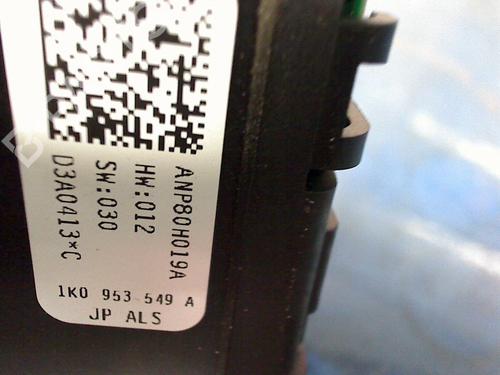 ANP80H019A
HW:012
SW:030
D3A0413*C
1K0 953 549 A
JP ALS